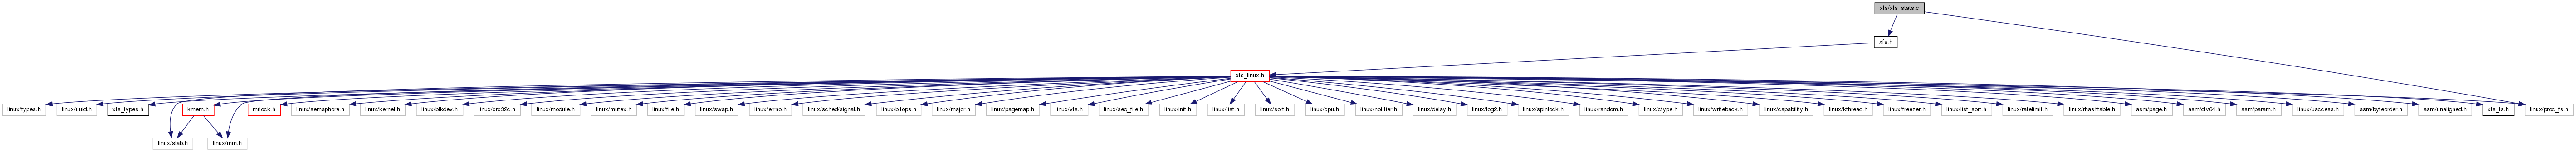 xfs/xfs_stats.c
xfs.h
xfs_linux.h
linux/types.h
linux/uuid.h
xfs_types.h
kmem.h
mrlock.h
linux/semaphore.h
linux/kernel.h
linux/blkdev.h
linux/crc32c.h
linux/module.h
linux/mutex.h
linux/file.h
linux/swap.h
linux/errno.h
linux/sched/signal.h
linux/bitops.h
linux/major.h
linux/pagemap.h
linux/vfs.h
linux/seq_file.h
linux/init.h
linux/list.h
linux/sort.h
linux/cpu.h
linux/notifier.h
linux/delay.h
linux/log2.h
linux/spinlock.h
linux/random.h
linux/ctype.h
linux/writeback.h
linux/capability.h
linux/kthread.h
linux/freezer.h
linux/list_sort.h
linux/ratelimit.h
linux/rhashtable.h
asm/page.h
asm/div64.h
asm/param.h
linux/uaccess.h
asm/byteorder.h
asm/unaligned.h
xfs_fs.h
linux/proc_fs.h
linux/slab.h
linux/mm.h